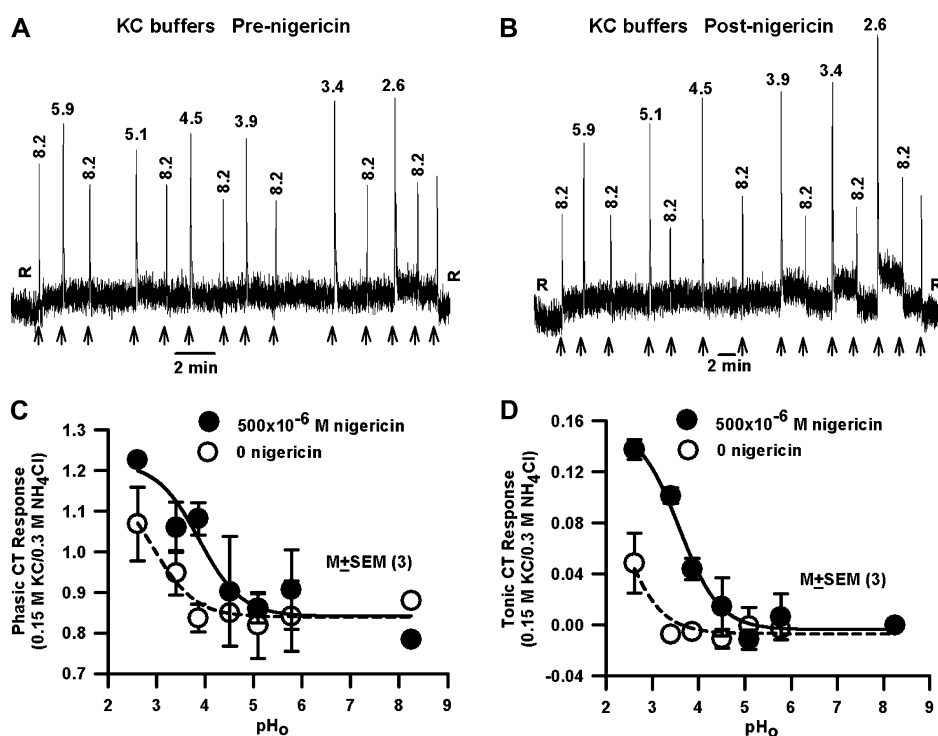 A
KC buffers Pre-nigericin
R
8.2
5.9
8.2
5.1
8.2
4.5
8.2
3.9
8.2
3.4
8.2
2.6
8.2
R
2 min
B
KC buffers Post-nigericin
R
8.2
5.9
8.2
5.1
8.2
4.5
8.2
3.9
8.2
3.4
8.2
2.6
8.2
R
2 min
C
500x10⁻⁶ M nigericin
0 nigericin
Phasic CT Response
(0.15 M KC/0.3 M NH₄Cl)
1.3
1.2
1.1
1.0
0.9
0.8
0.7
M±SEM (3)
2 3 4 5 6 7 8 9
pHₒ
D
500x10⁻⁶ M nigericin
0 nigericin
Tonic CT Response
(0.15 M KC/0.3 M NH₄Cl)
0.16
0.12
0.08
0.04
0.00
-0.04
M±SEM (3)
2 3 4 5 6 7 8 9
pHₒ